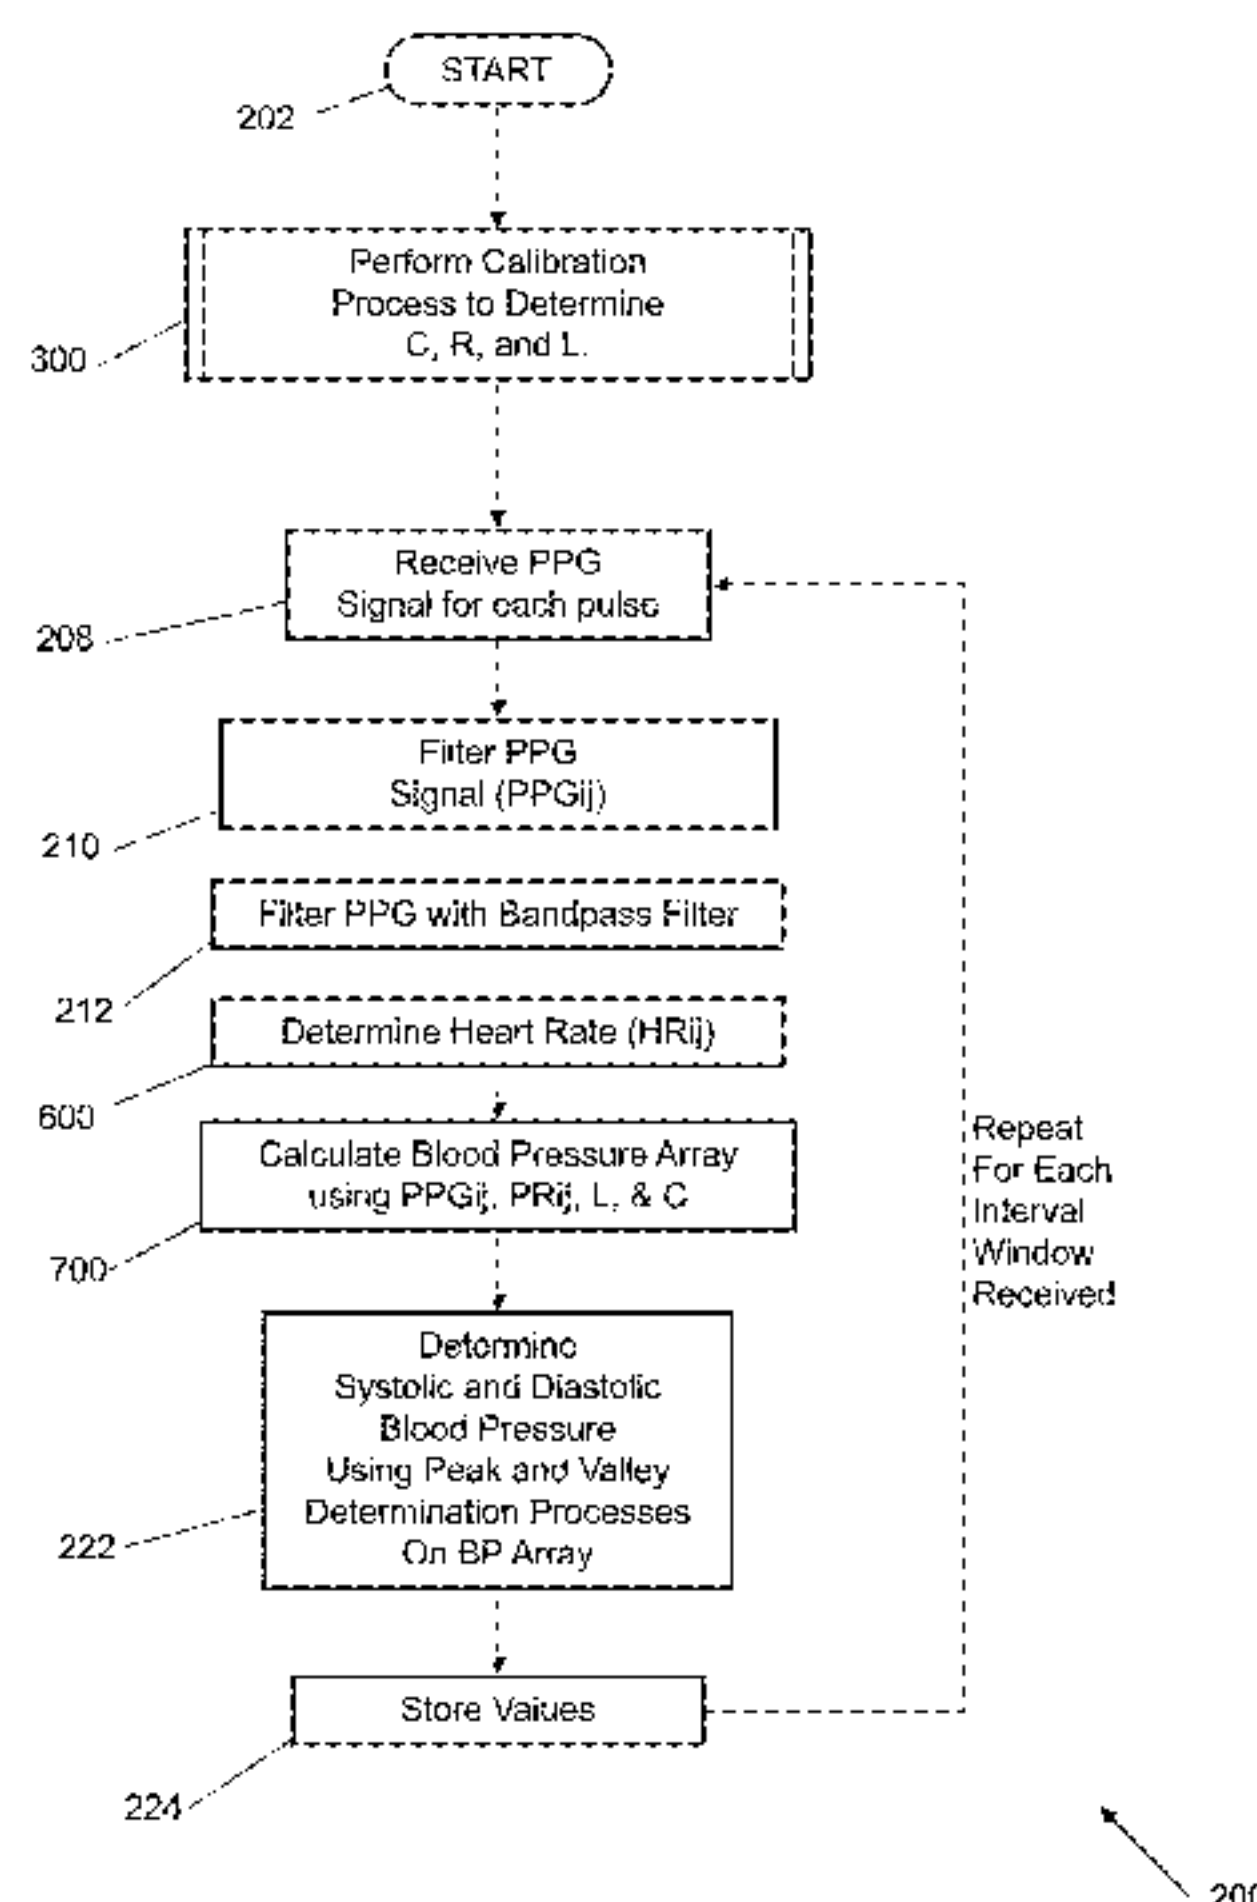 START
202
Perform Calibration
Process to Determine
C, R, and L.
300
Receive PPG
Signal for each pulse
208
Filter PPG
Signal (PPGij)
210
Filter PPG with Bandpass Filter
212
Determine Heart Rate (HRij)
600
Calculate Blood Pressure Array
using PPGij, PRij, L, & C
700
Repeat
For Each
Interval
Window
Received
Determine
Systolic and Diastolic
Blood Pressure
Using Peak and Valley
Determination Processes
On BP Array
222
Store Values
224
200